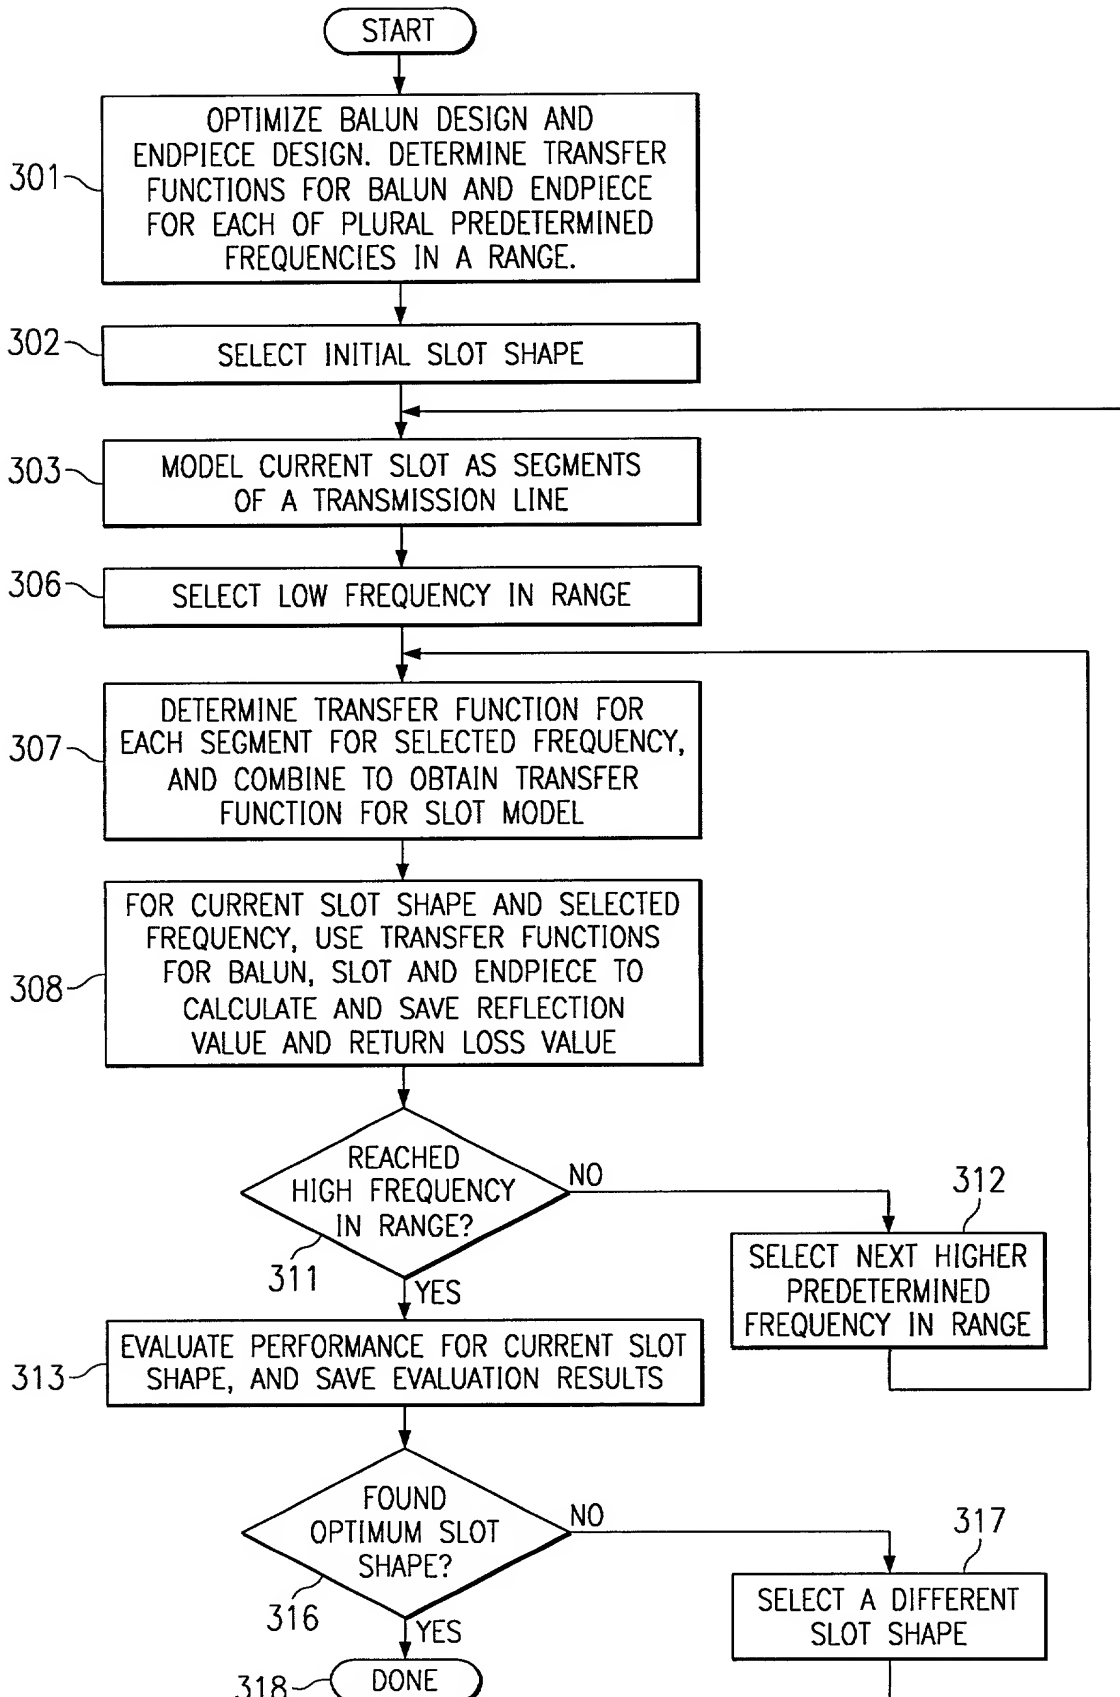 START
301
OPTIMIZE BALUN DESIGN AND
ENDPIECE DESIGN. DETERMINE TRANSFER
FUNCTIONS FOR BALUN AND ENDPIECE
FOR EACH OF PLURAL PREDETERMINED
FREQUENCIES IN A RANGE.
302
SELECT INITIAL SLOT SHAPE
303
MODEL CURRENT SLOT AS SEGMENTS
OF A TRANSMISSION LINE
306
SELECT LOW FREQUENCY IN RANGE
307
DETERMINE TRANSFER FUNCTION FOR
EACH SEGMENT FOR SELECTED FREQUENCY,
AND COMBINE TO OBTAIN TRANSFER
FUNCTION FOR SLOT MODEL
308
FOR CURRENT SLOT SHAPE AND SELECTED
FREQUENCY, USE TRANSFER FUNCTIONS
FOR BALUN, SLOT AND ENDPIECE TO
CALCULATE AND SAVE REFLECTION
VALUE AND RETURN LOSS VALUE
REACHED
HIGH FREQUENCY
IN RANGE?
311
NO
YES
312
SELECT NEXT HIGHER
PREDETERMINED
FREQUENCY IN RANGE
313
EVALUATE PERFORMANCE FOR CURRENT SLOT
SHAPE, AND SAVE EVALUATION RESULTS
FOUND
OPTIMUM SLOT
SHAPE?
316
NO
YES
317
SELECT A DIFFERENT
SLOT SHAPE
318
DONE